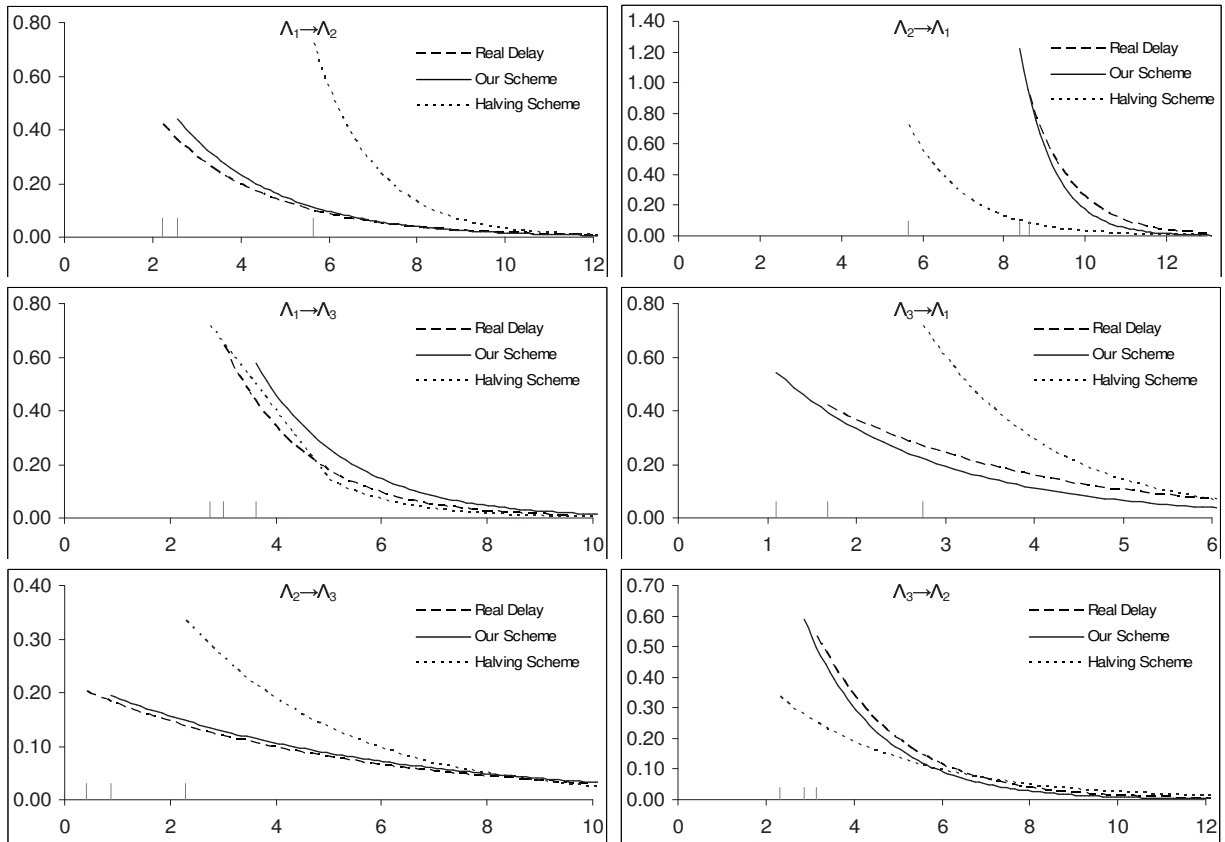 Λ1→Λ2
Real Delay
Our Scheme
Halving Scheme
0.80
0.60
0.40
0.20
0.00
0 2 4 6 8 10 12
Λ2→Λ1
Real Delay
Our Scheme
Halving Scheme
1.40
1.20
1.00
0.80
0.60
0.40
0.20
0.00
0 2 4 6 8 10 12
Λ1→Λ3
Real Delay
Our Scheme
Halving Scheme
0.80
0.60
0.40
0.20
0.00
0 2 4 6 8 10
Λ3→Λ1
Real Delay
Our Scheme
Halving Scheme
0.80
0.60
0.40
0.20
0.00
0 1 2 3 4 5 6
Λ2→Λ3
Real Delay
Our Scheme
Halving Scheme
0.40
0.30
0.20
0.10
0.00
0 2 4 6 8 10
Λ3→Λ2
Real Delay
Our Scheme
Halving Scheme
0.70
0.60
0.50
0.40
0.30
0.20
0.10
0.00
0 2 4 6 8 10 12